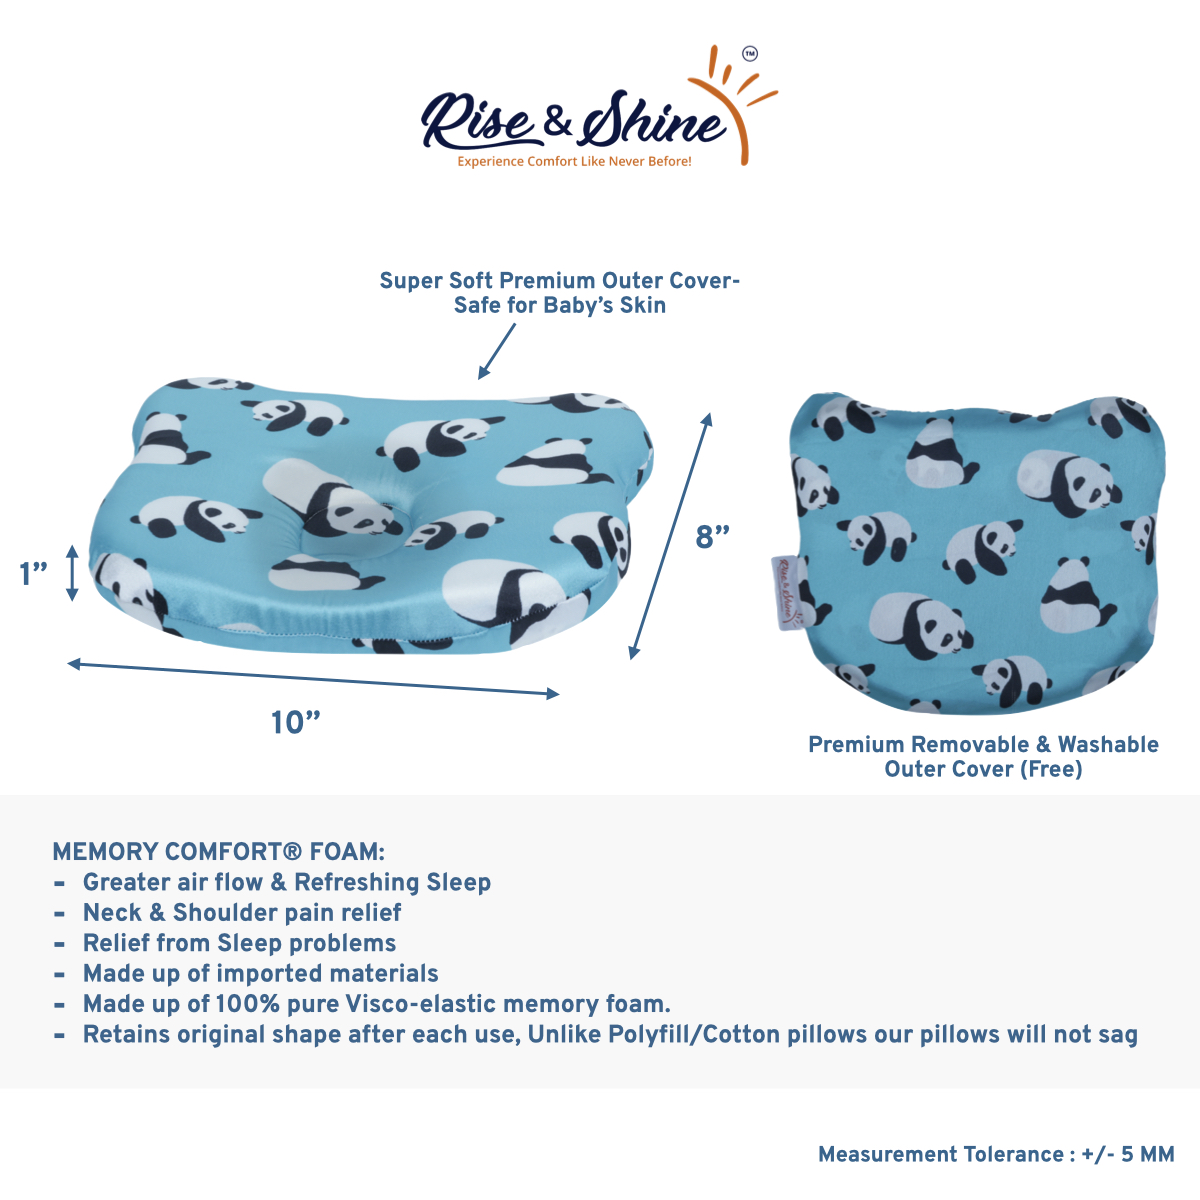 Rise & Shine
TM
Experience Comfort Like Never Before!
Super Soft Premium Outer Cover-
Safe for Baby’s Skin
1”
8”
10”
Rise & Shine
Premium Removable & Washable
Outer Cover (Free)
MEMORY COMFORT® FOAM:
- Greater air flow & Refreshing Sleep
- Neck & Shoulder pain relief
- Relief from Sleep problems
- Made up of imported materials
- Made up of 100% pure Visco-elastic memory foam.
- Retains original shape after each use, Unlike Polyfill/Cotton pillows our pillows will not sag
Measurement Tolerance : +/- 5 MM